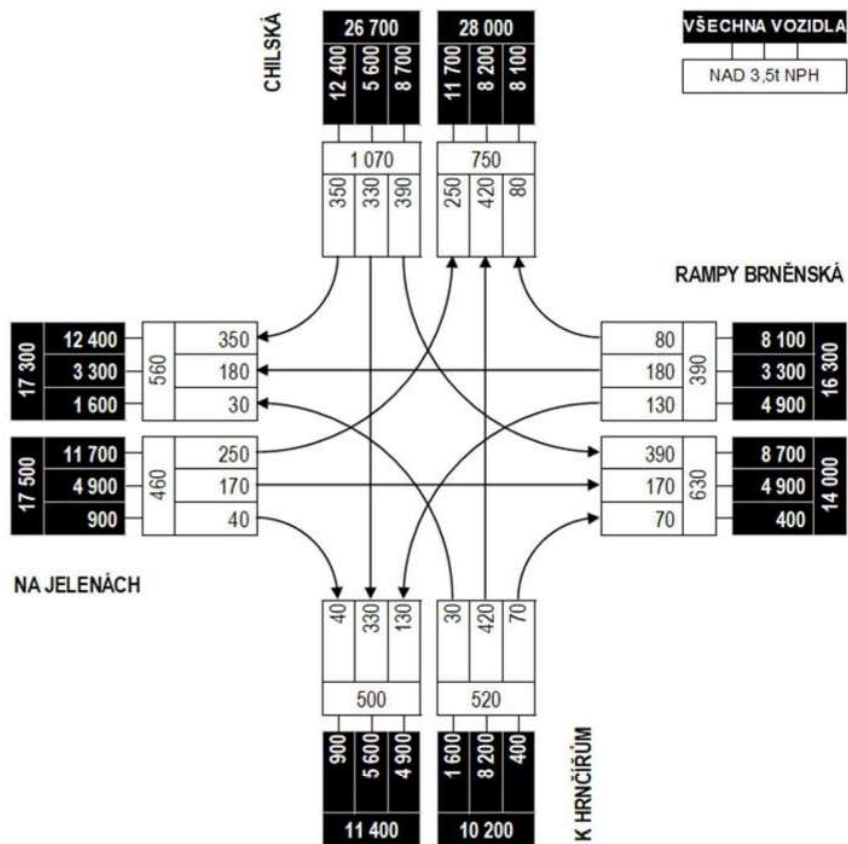 CHILSKÁ
26 700
12 400 5 600 8 700
1 070
350 330 390
28 000
11 700 8 200 8 100
750
250 420 80
VŠECHNA VOZIDLA
NAD 3,5t NPH
RAMPY BRNĚNSKÁ
17 300
12 400
3 300
1 600
560
350
180
30
80
180
130
390
8 100
3 300
4 900
16 300
17 500
11 700
4 900
900
460
250
170
40
390
170
70
630
8 700
4 900
400
14 000
NA JELENÁCH
40 330 130
500
900 5 600 4 900
11 400
30 420 70
520
1 600 8 200 400
10 200
K HRNČÍŘŮM